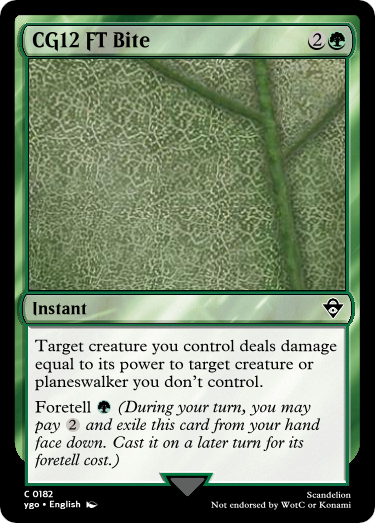 CG12 FT Bite 2
Instant
Target creature you control deals damage
equal to its power to target creature or
planeswalker you don't control.
Foretell (During your turn, you may
pay 2 and exile this card from your hand
face down. Cast it on a later turn for its
foretell cost.)
C 0182
ygo • English
Scandelion
Not endorsed by WotC or Konami